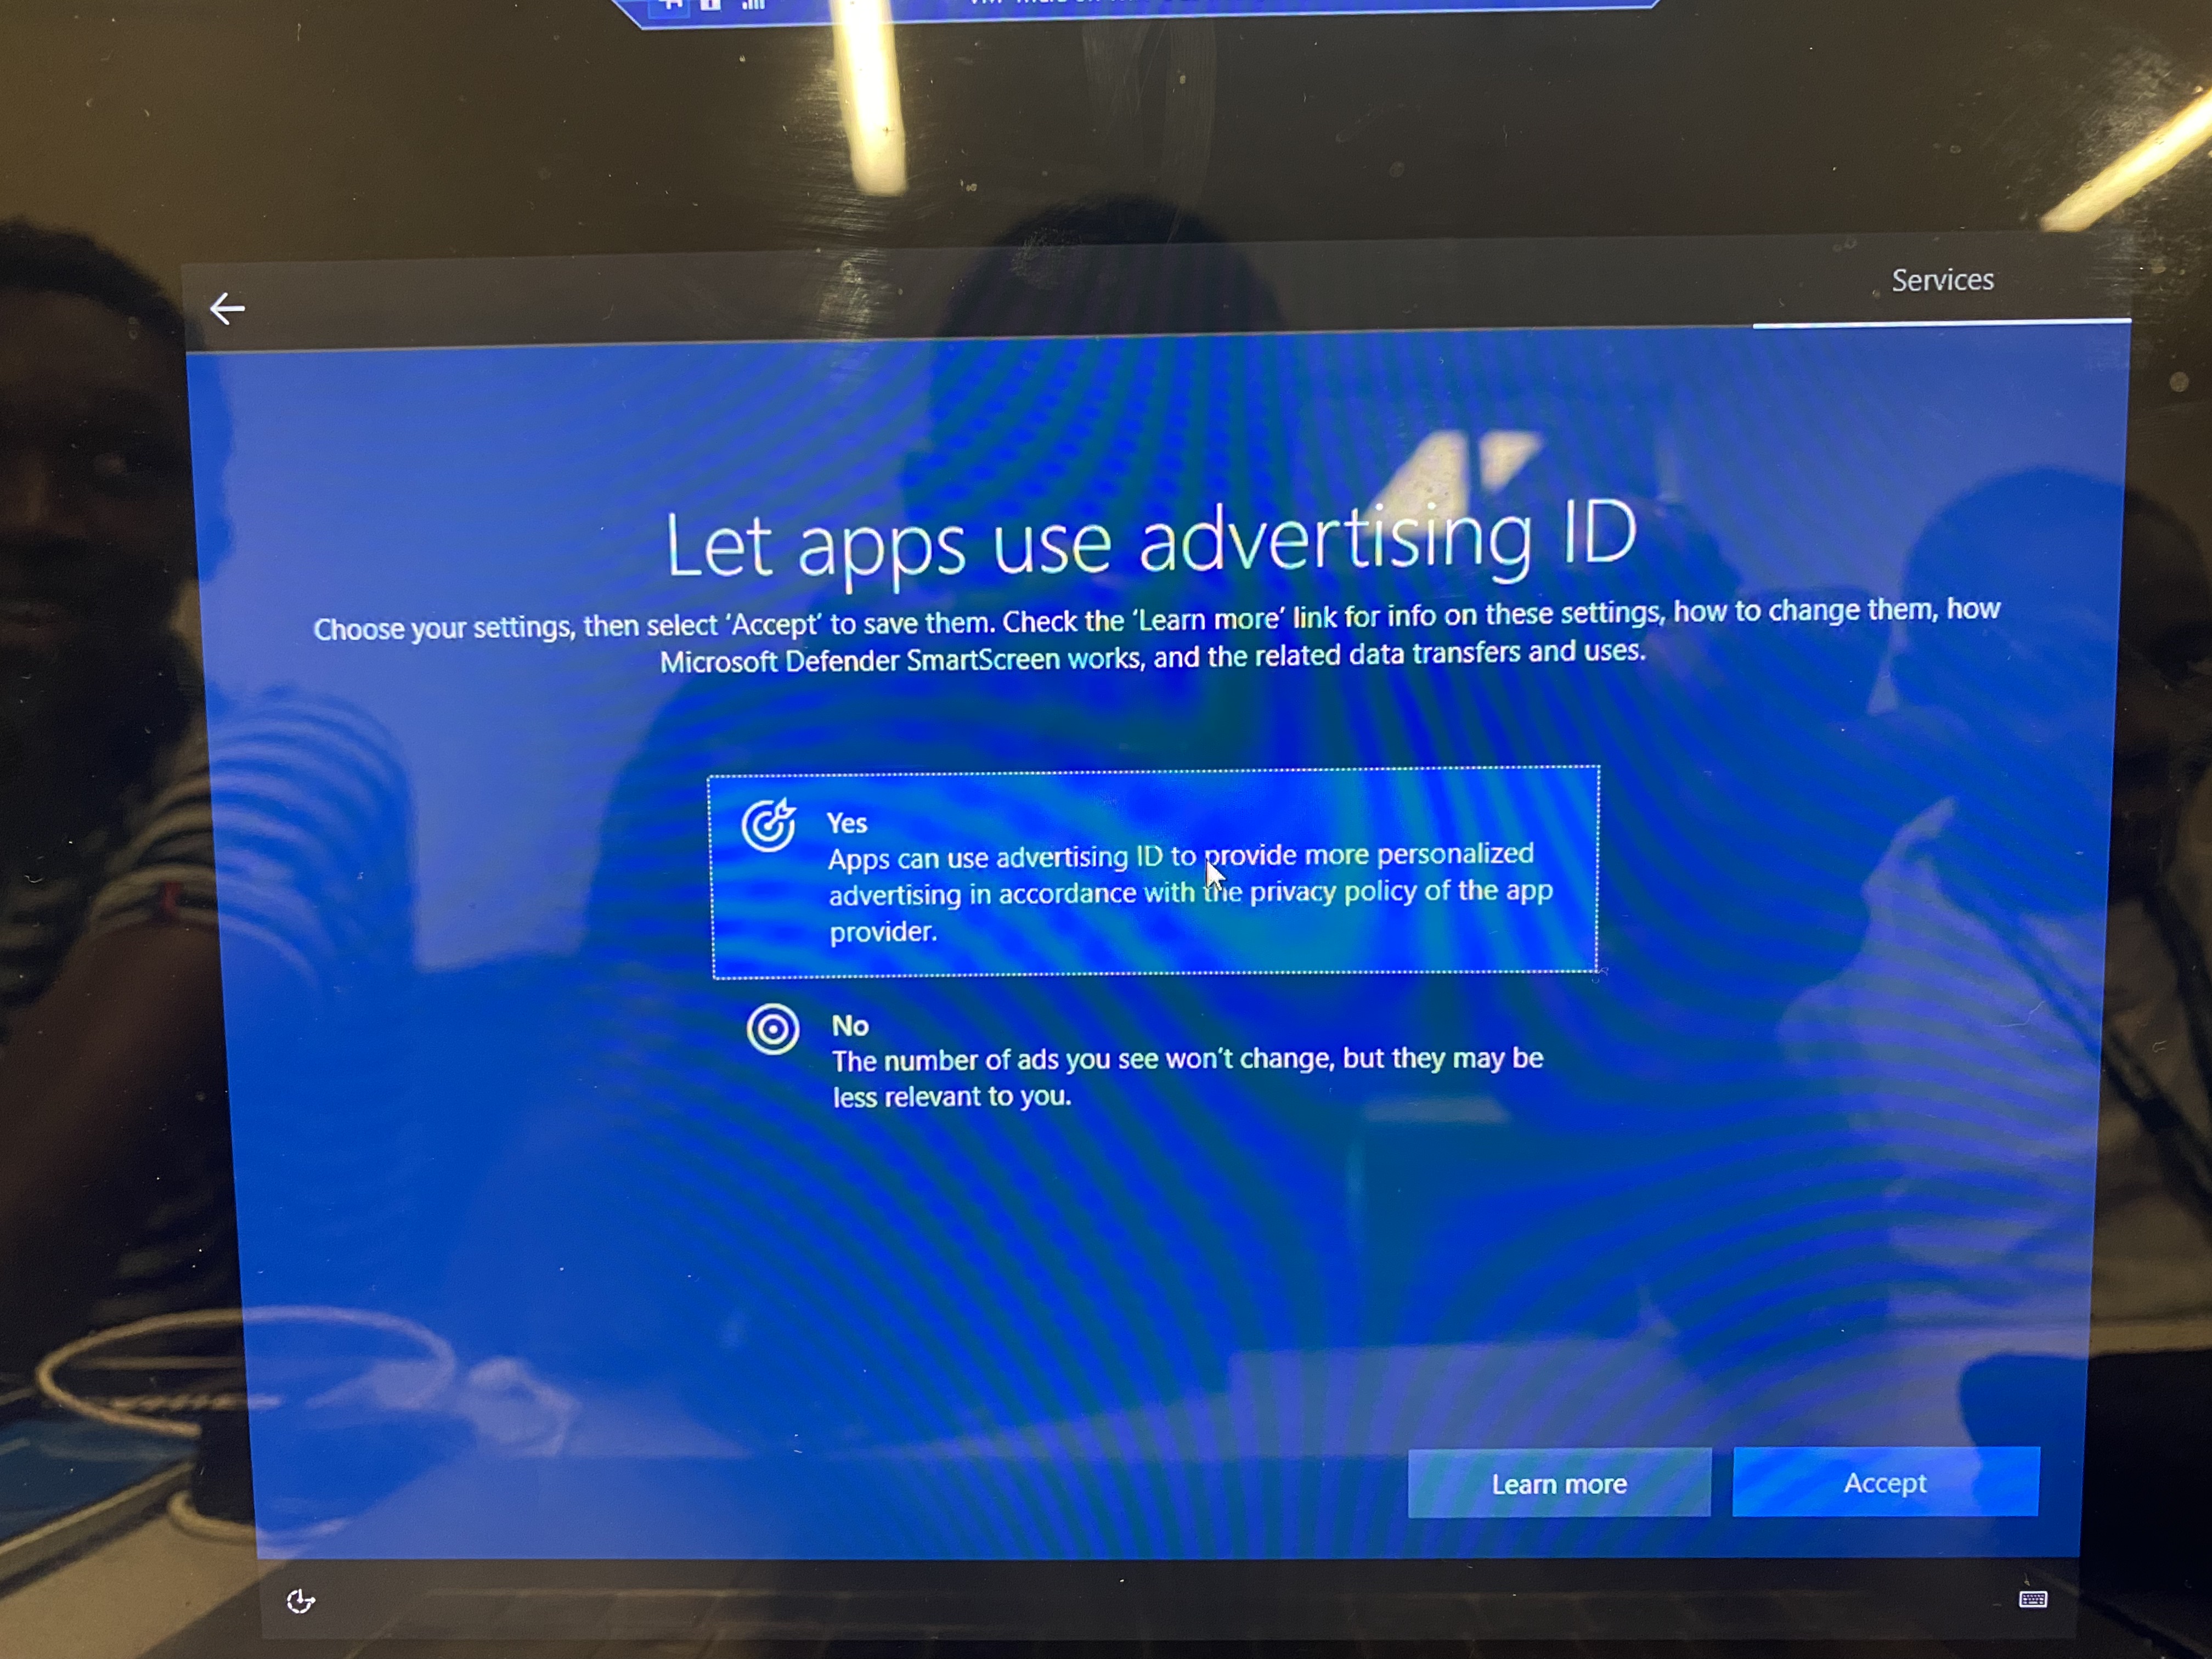 Services
Let apps use advertising ID
Choose your settings, then select ‘Accept’ to save them. Check the ‘Learn more’ link for info on these settings, how to change them, how
Microsoft Defender SmartScreen works, and the related data transfers and uses.
Yes
Apps can use advertising ID to provide more personalized
advertising in accordance with the privacy policy of the app
provider.
No
The number of ads you see won’t change, but they may be
less relevant to you.
Learn more
Accept